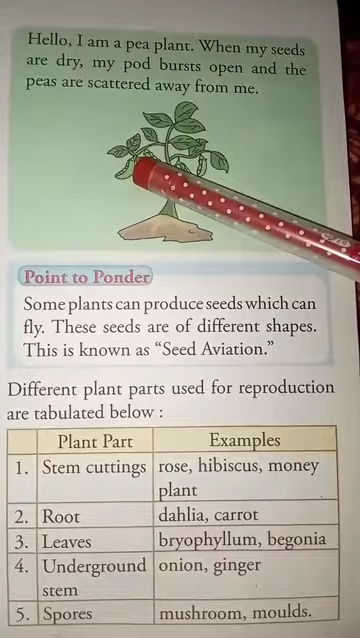 Hello, I am a pea plant. When my seeds
are dry, my pod bursts open and the
peas are scattered away from me.
Point to Ponder
Some plants can produce seeds which can
fly. These seeds are of different shapes.
This is known as “Seed Aviation.”
Different plant parts used for reproduction
are tabulated below :
Plant Part Examples
1. Stem cuttings rose, hibiscus, money
plant
2. Root dahlia, carrot
3. Leaves bryophyllum, begonia
4. Underground onion, ginger
stem
5. Spores mushroom, moulds.